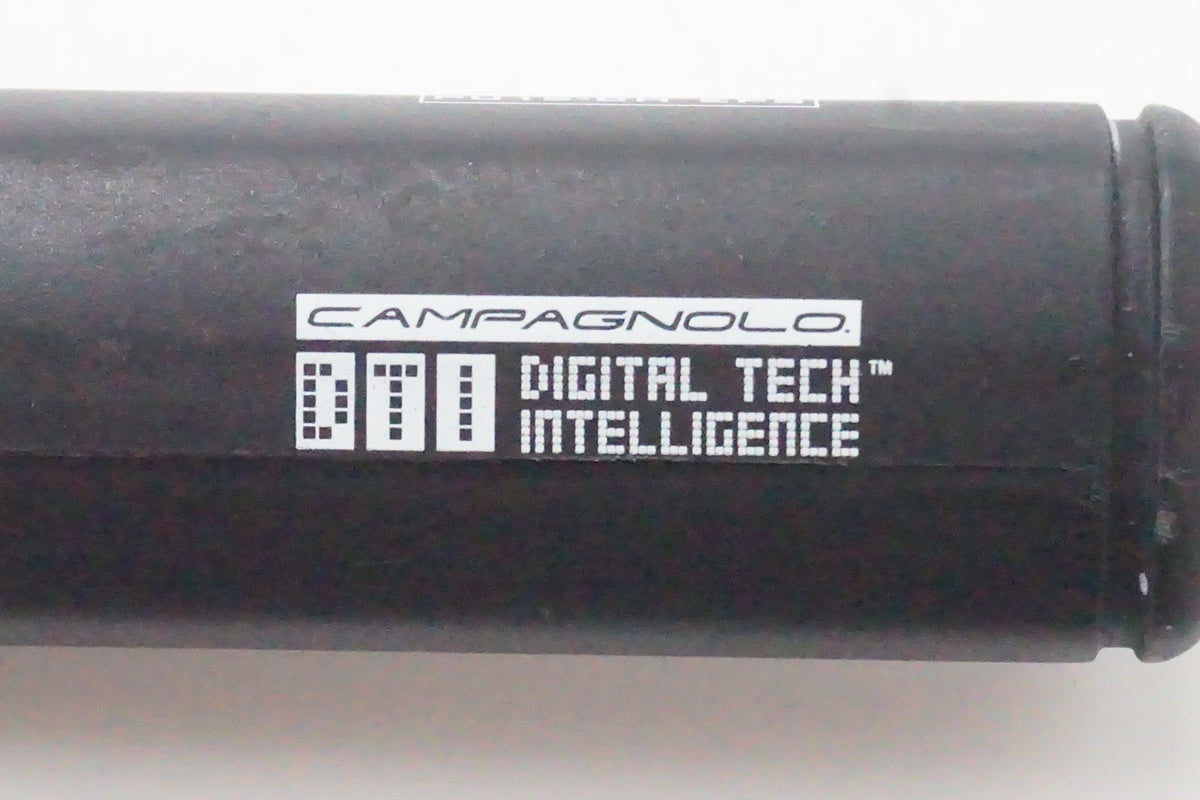 CAMPAGNOLO.
DTI DIGITAL TECH™
INTELLIGENCE